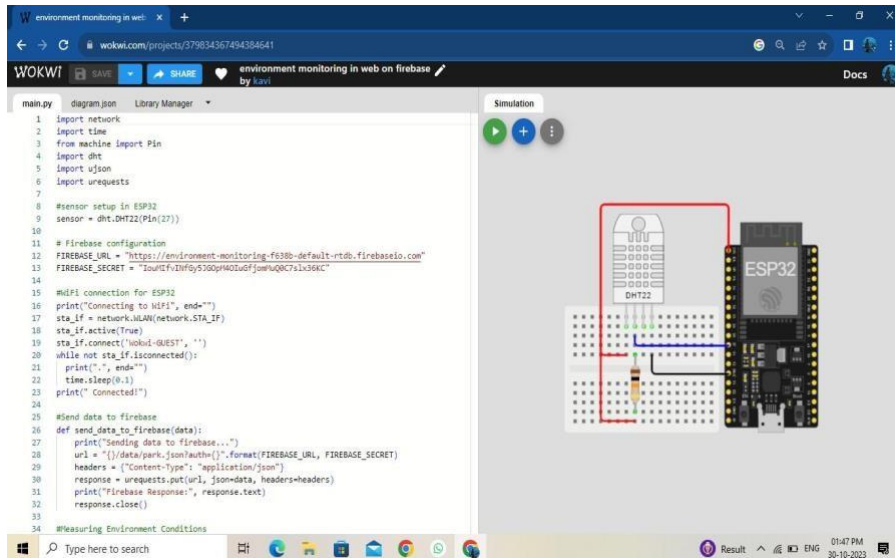 environment monitoring in web
wokwi.com/projects/379834367494384641
WOKWI SAVE SHARE environment monitoring in web on firebase Docs
by kavi
main.py diagram.json Library Manager Simulation
1 import network
2 import time
3 from machine import Pin
4 import dht
5 import ujson
6 import urequests
7
8 #sensor setup in ESP32
9 sensor = dht.DHT22(Pin(27))
10
11 # Firebase configuration
12 FIREBASE_URL = "https://environment-monitoring-f638b-default-rtdb.firebaseio.com"
13 FIREBASE_SECRET =
14
15 #WiFi connection for ESP32
16 print("Connecting to WiFi", end="")
17 sta_if = network.WLAN(network.STA_IF)
18 sta_if.active(True)
19 sta_if.connect('Wokwi-GUEST', '')
20 while not sta_if.isconnected():
21 print(".", end="")
22 time.sleep(0.1)
23 print(" Connected!")
24
25 #Send data to firebase
26 def send_data_to_firebase(data):
27 print("Sending data to firebase...")
28 url = "{}/data/park.json?auth={}".format(FIREBASE_URL, FIREBASE_SECRET)
29 headers = {"Content-Type": "application/json"}
30 response = urequests.put(url, json=data, headers=headers)
31 print("Firebase Response:", response.text)
32 response.close()
33
34 #Measuring Environment Conditions
DHT22
ESP32
Type here to search
Result ENG 01:47 PM
30-10-2023